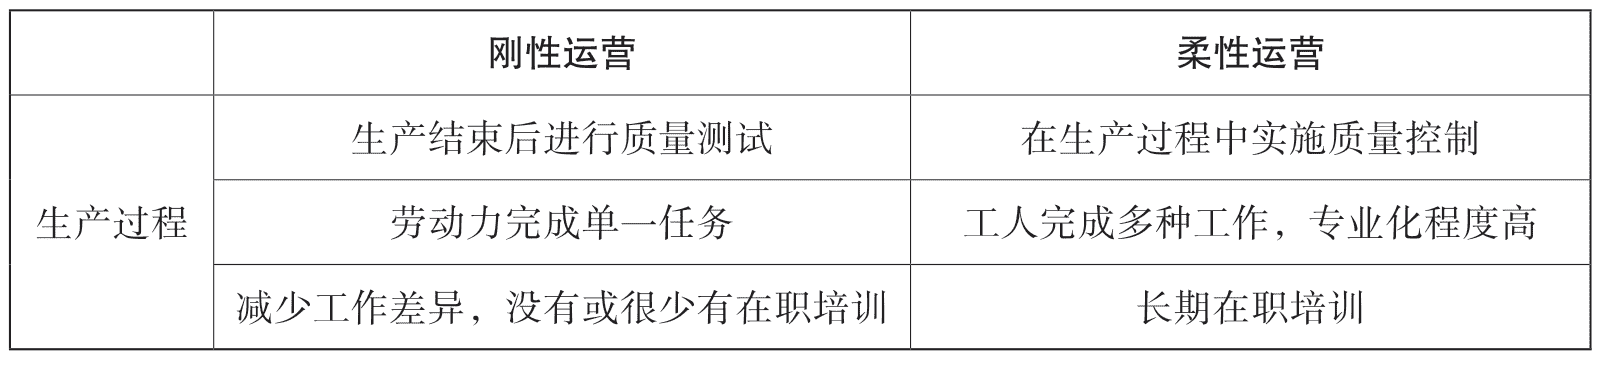 刚性运营 柔性运营
生产过程
生产结束后进行质量测试 在生产过程中实施质量控制
劳动力完成单一任务 工人完成多种工作，专业化程度高
减少工作差异，没有或很少有在职培训 长期在职培训